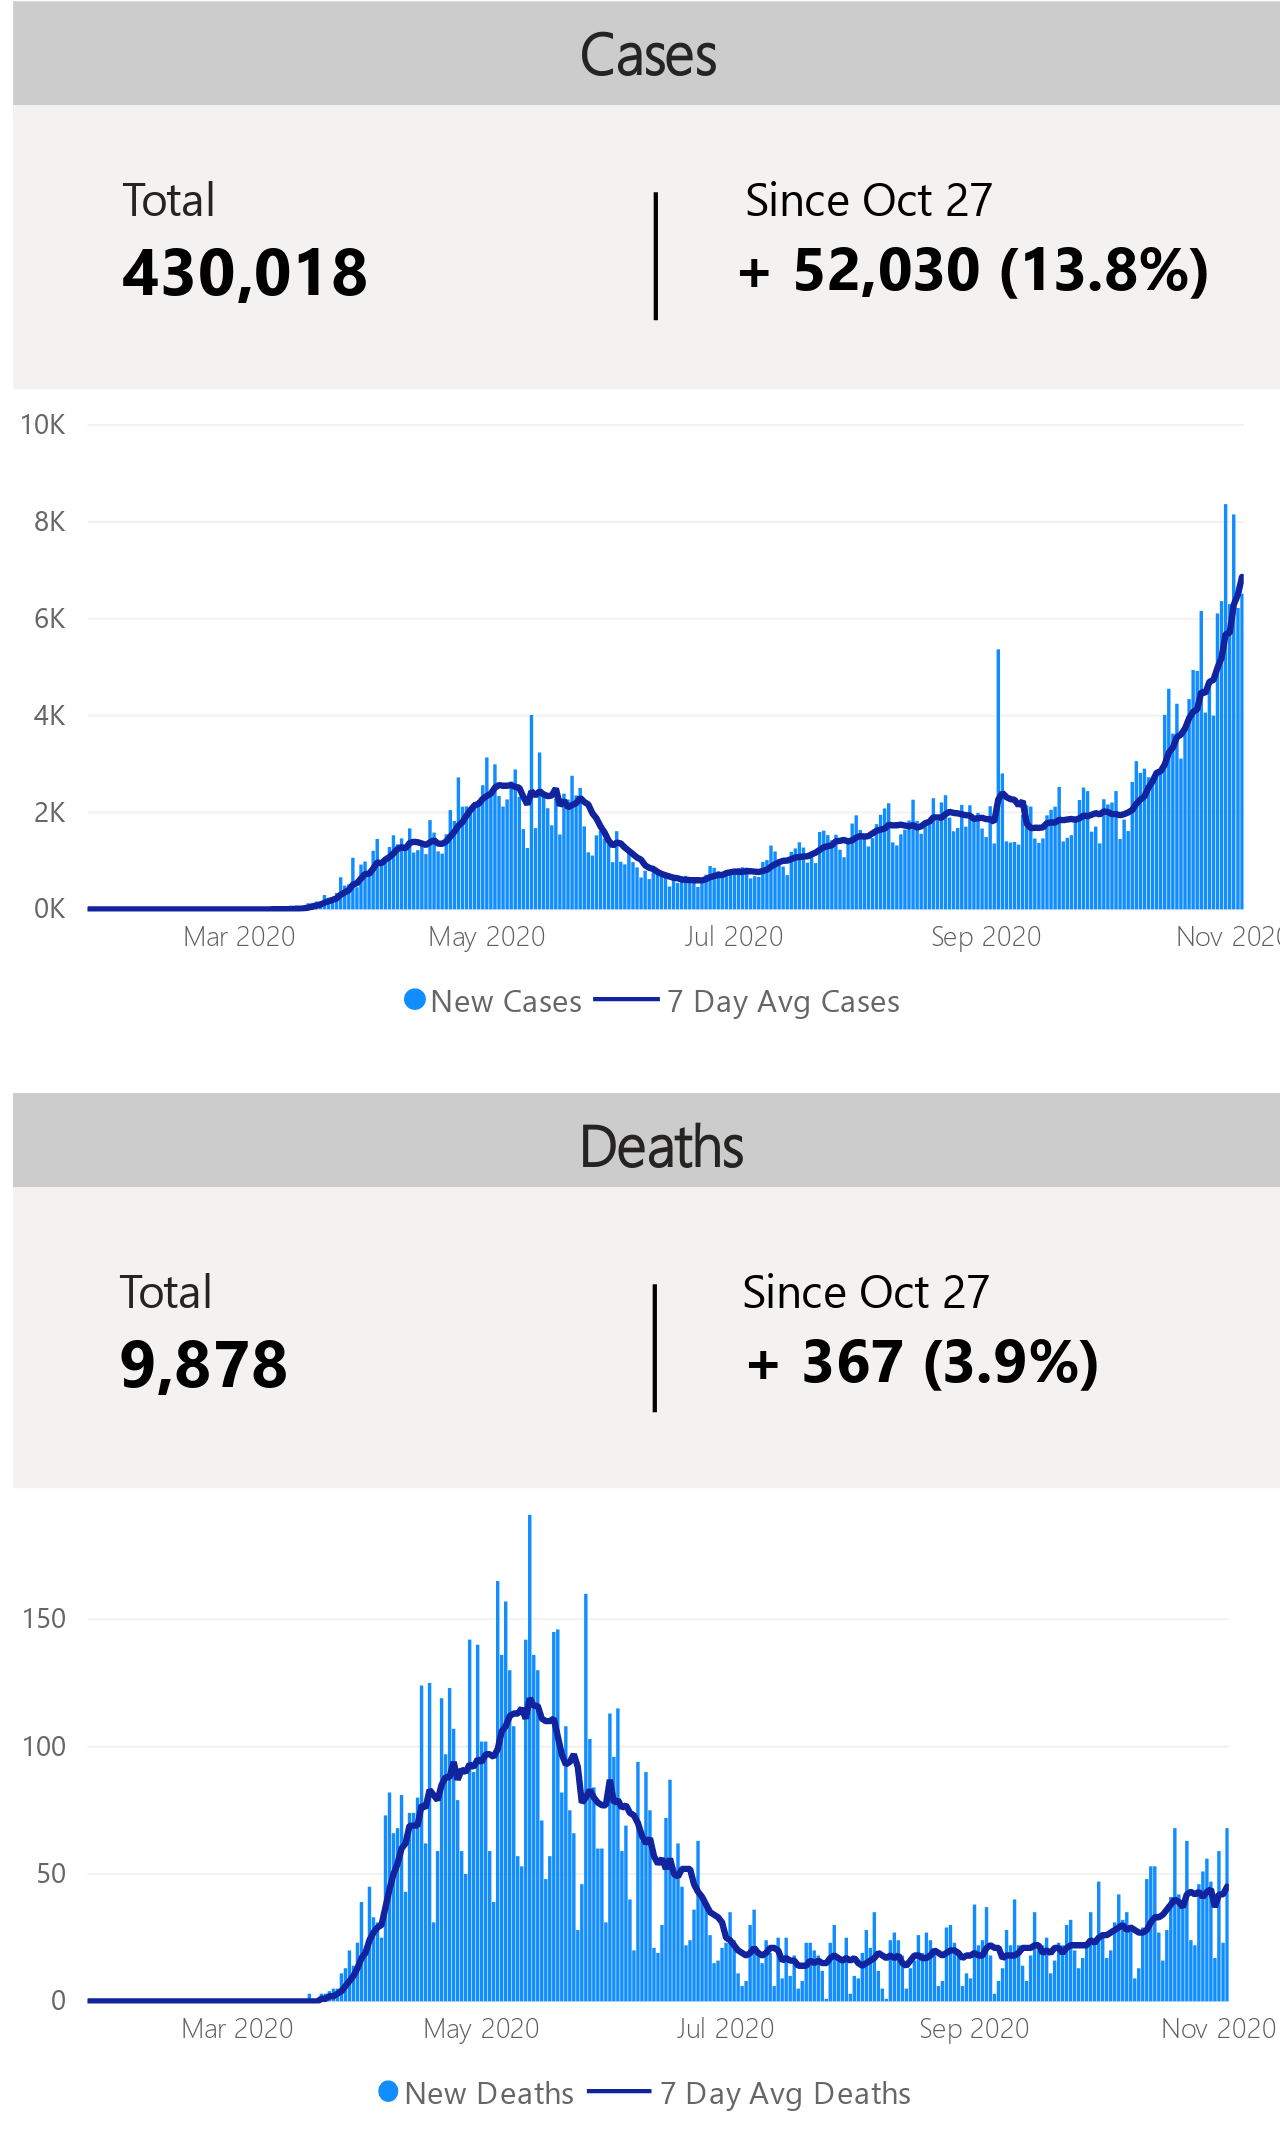 Cases
Total
Since Oct 27
430,018
+ 52,030 (13.8%)
10K
8K
6K
4K
2K
0K
Mar 2020
May 2020
Jul 2020
Sep 2020
Nov 2020
New Cases
7 Day Avg Cases
Deaths
Total
Since Oct 27
9,878
+ 367 (3.9%)
150
100
50
0
Mar 2020
May 2020
Jul 2020
Sep 2020
Nov 2020
New Deaths
7 Day Avg Deaths